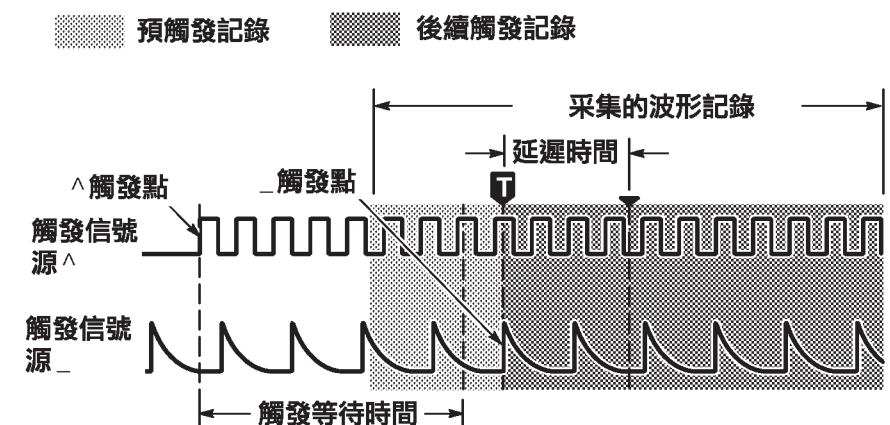 預觸發記錄
後續觸發記錄
采集的波形記錄
延遲時間
^觸發點
_觸發點
T
觸發信號
源^
觸發信號
源_
觸發等待時間